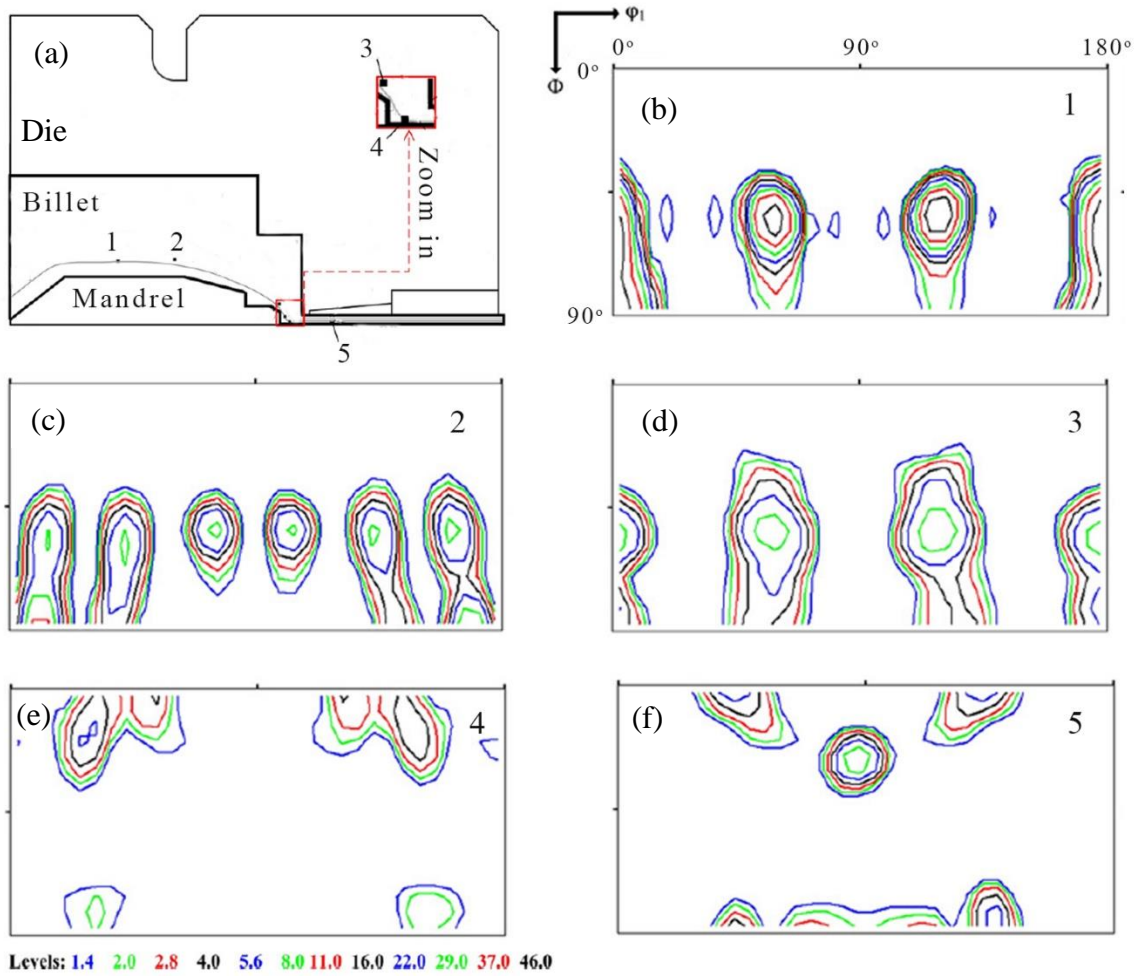 (a)
3
4
Die
Zoom in
Billet
1
2
Mandrel
5
φ₁
0° 90° 180°
0°
Φ
(b)
1
90°
(c)
2
(d)
3
(e)
4
(f)
5
Levels: 1.4 2.0 2.8 4.0 5.6 8.0 11.0 16.0 22.0 29.0 37.0 46.0